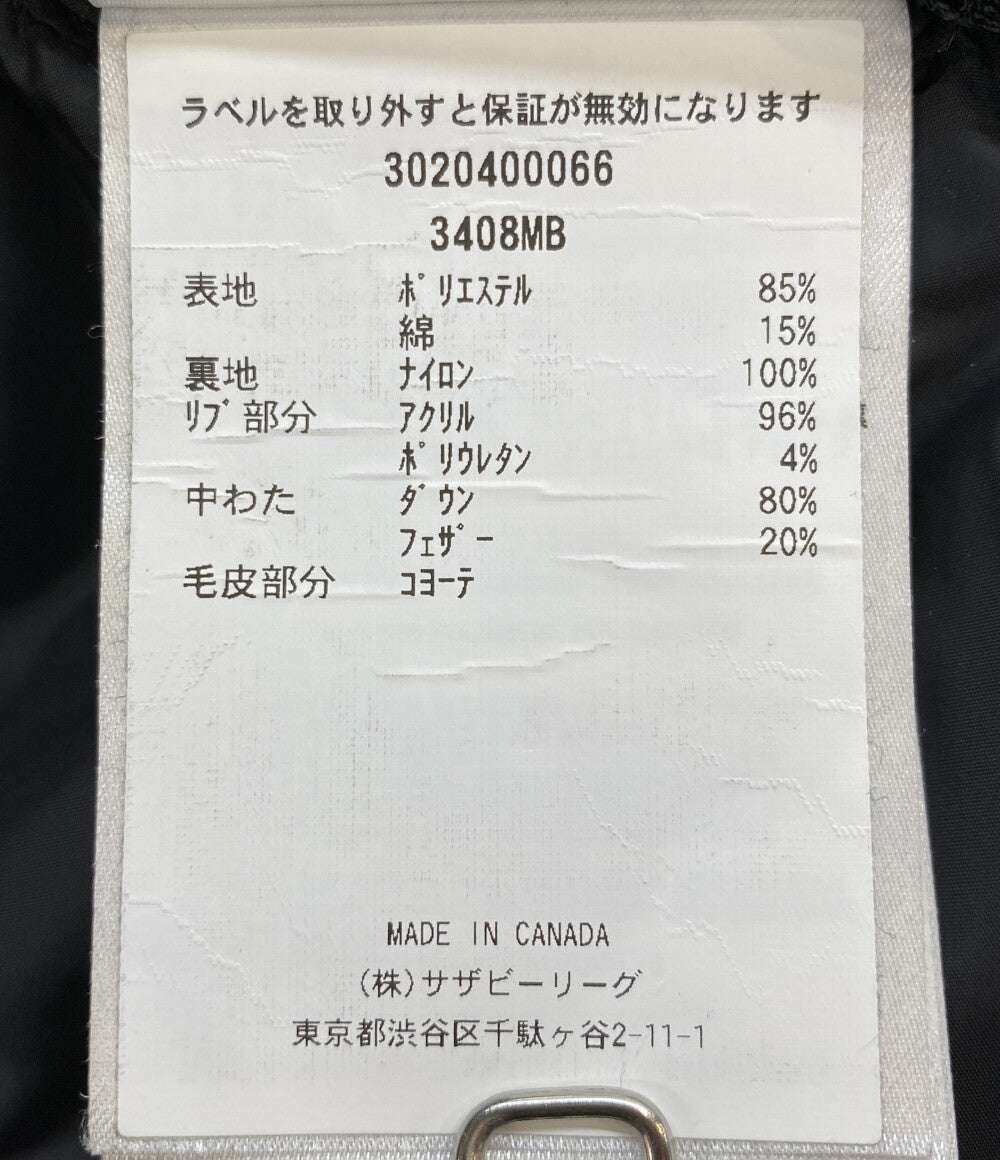 ラベルを取り外すと保証が無効になります
3020400066
3408MB
表地 ﾎﾟﾘｴｽﾃﾙ 85%
綿 15%
裏地 ﾅｲﾛﾝ 100%
ﾘﾌﾞ部分 ｱｸﾘﾙ 96%
ﾎﾟﾘｳﾚﾀﾝ 4%
中わた ﾀﾞｳﾝ 80%
ﾌｪｻﾞｰ 20%
毛皮部分 ｺﾖｰﾃ
MADE IN CANADA
(株)サザビーリーグ
東京都渋谷区千駄ヶ谷2-11-1